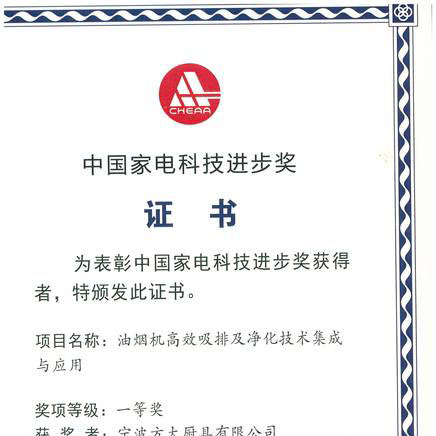 CHEAA
中国家电科技进步奖
证 书
为表彰中国家电科技进步奖获得
者，特颁发此证书。
项目名称：油烟机高效吸排及净化技术集成
与应用
奖项等级：一等奖
获 奖 者：宁波方太厨具有限公司